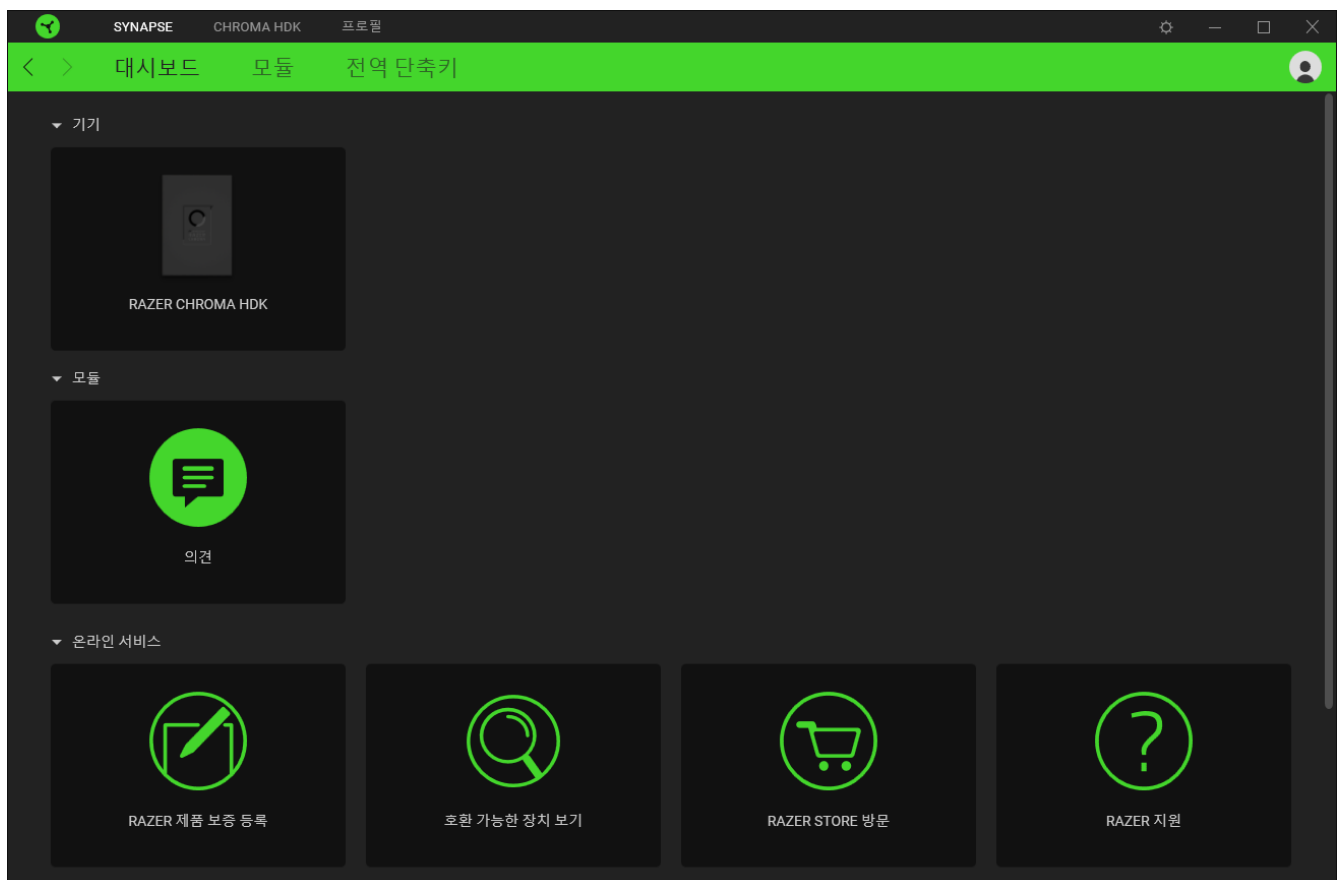 SYNAPSE CHROMA HDK 프로필
대시보드 모듈 전역 단축키
기기
RAZER CHROMA HDK
모듈
의견
온라인 서비스
RAZER 제품 보증 등록 호환 가능한 장치 보기 RAZER STORE 방문 RAZER 지원